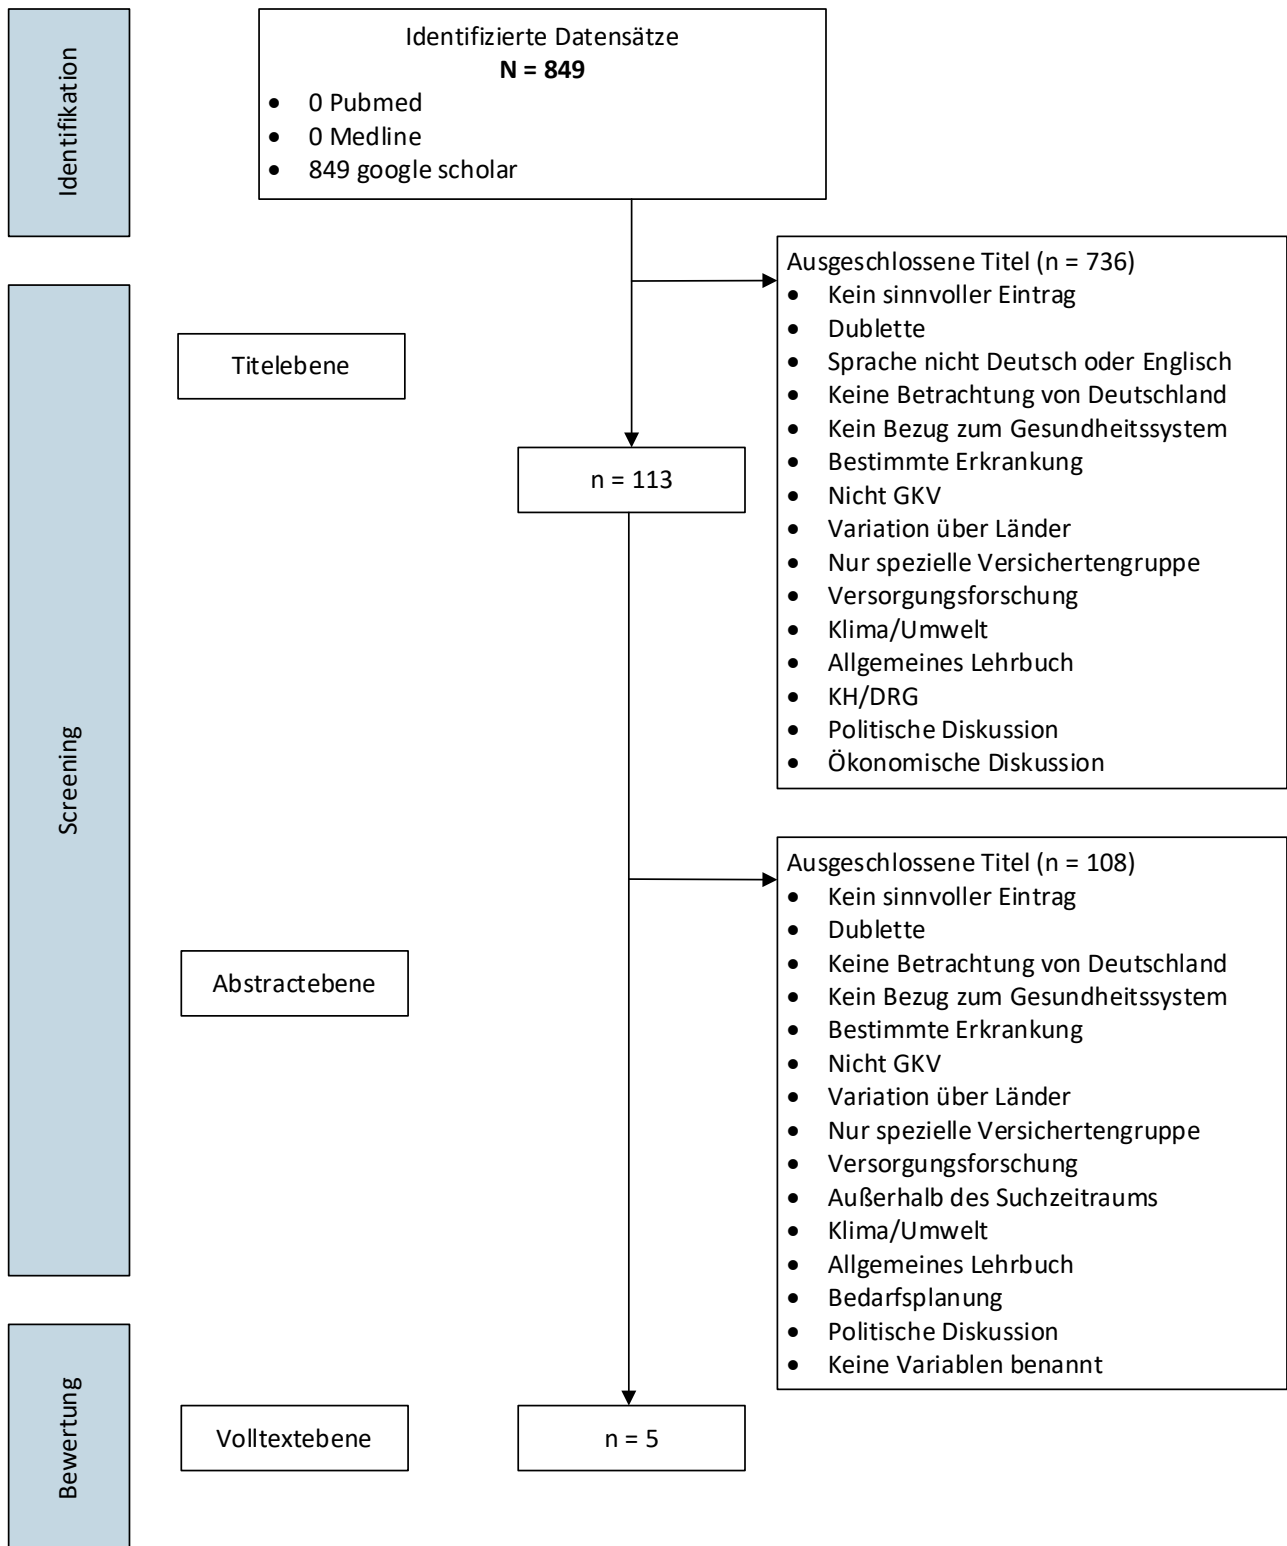 Identifikation
Identifizierte Datensätze
N = 849
• 0 Pubmed
• 0 Medline
• 849 google scholar
Screening
Titelebene
Ausgeschlossene Titel (n = 736)
• Kein sinnvoller Eintrag
• Dublette
• Sprache nicht Deutsch oder Englisch
• Keine Betrachtung von Deutschland
• Kein Bezug zum Gesundheitssystem
• Bestimmte Erkrankung
• Nicht GKV
• Variation über Länder
• Nur spezielle Versichertengruppe
• Versorgungsforschung
• Klima/Umwelt
• Allgemeines Lehrbuch
• KH/DRG
• Politische Diskussion
• Ökonomische Diskussion
n = 113
Abstractebene
Ausgeschlossene Titel (n = 108)
• Kein sinnvoller Eintrag
• Dublette
• Keine Betrachtung von Deutschland
• Kein Bezug zum Gesundheitssystem
• Bestimmte Erkrankung
• Nicht GKV
• Variation über Länder
• Nur spezielle Versichertengruppe
• Versorgungsforschung
• Außerhalb des Suchzeitraums
• Klima/Umwelt
• Allgemeines Lehrbuch
• Bedarfsplanung
• Politische Diskussion
• Keine Variablen benannt
Bewertung
Volltextebene
n = 5